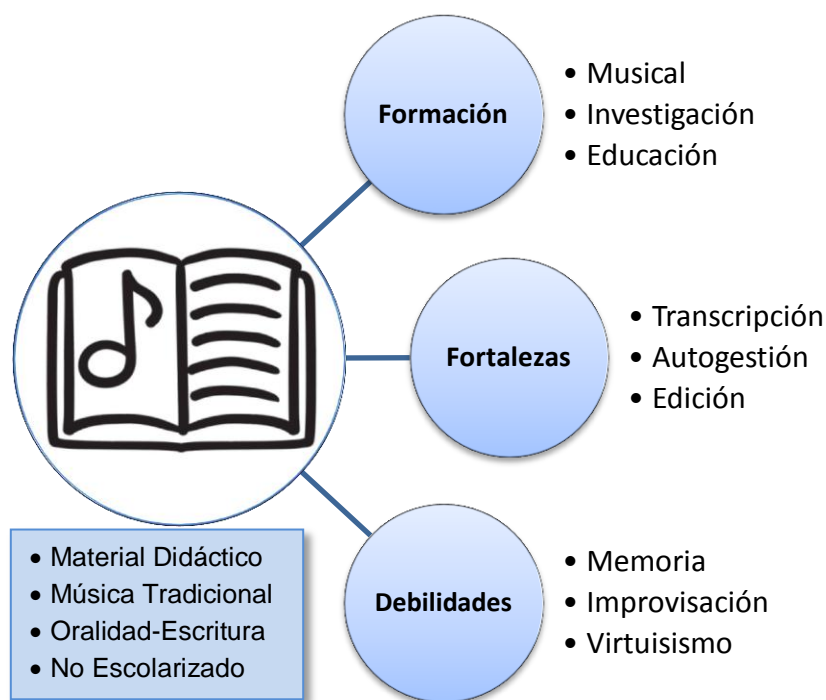 Formación
• Musical
• Investigación
• Educación
Fortalezas
• Transcripción
• Autogestión
• Edición
Debilidades
• Memoria
• Improvisación
• Virtuisismo
• Material Didáctico
• Música Tradicional
• Oralidad-Escritura
• No Escolarizado